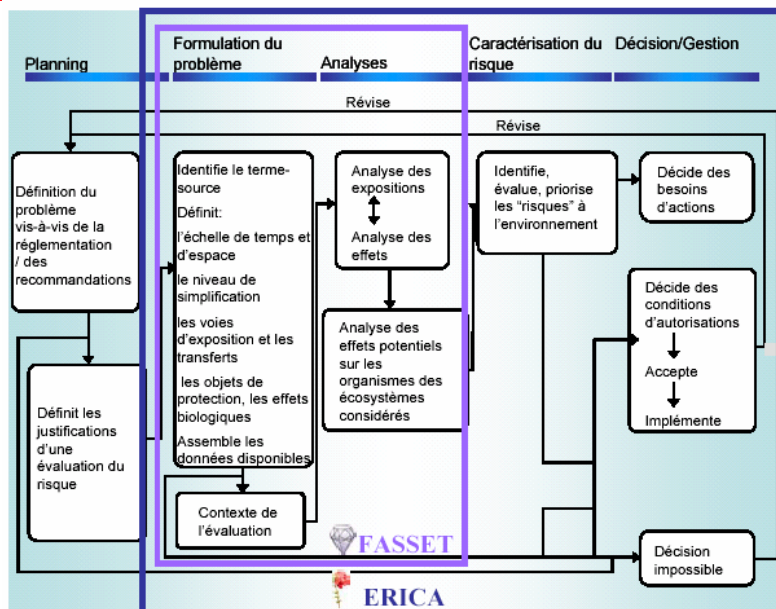 Planning
Formulation du
problème
Analyses
Caractérisation du
risque
Décision/Gestion
Révise
Révise
Définition du
problème
vis-à-vis de la
réglementation
/ des
recommandations
Définit les
justifications
d'une
évaluation du
risque
Identifie le terme-
source
Définit:
l'échelle de temps et
d'espace
le niveau de
simplification
les voies
d'exposition et les
transferts
les objets de
protection, les effets
biologiques
Assemble les
données disponibles
Contexte de
l'évaluation
Analyse des
expositions
Analyse des
effets
Analyse des
effets potentiels
sur les
organismes des
écosystèmes
considérés
Identifie,
évalue, priorise
les "risques" à
l'environnement
Décide des
besoins
d'actions
Décide des
conditions
d'autorisations
Accepte
Implémente
Décision
impossible
FASSET
ERICA